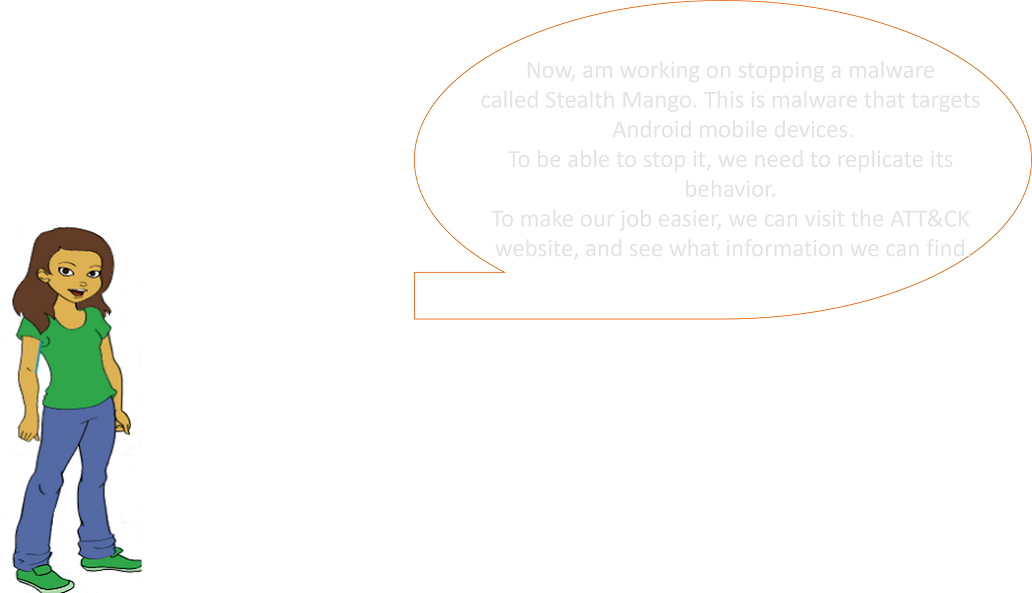 Now, am working on stopping a malware
called Stealth Mango. This is malware that targets
Android mobile devices.
To be able to stop it, we need to replicate its
behavior.
To make our job easier, we can visit the ATT&CK
website, and see what information we can find.